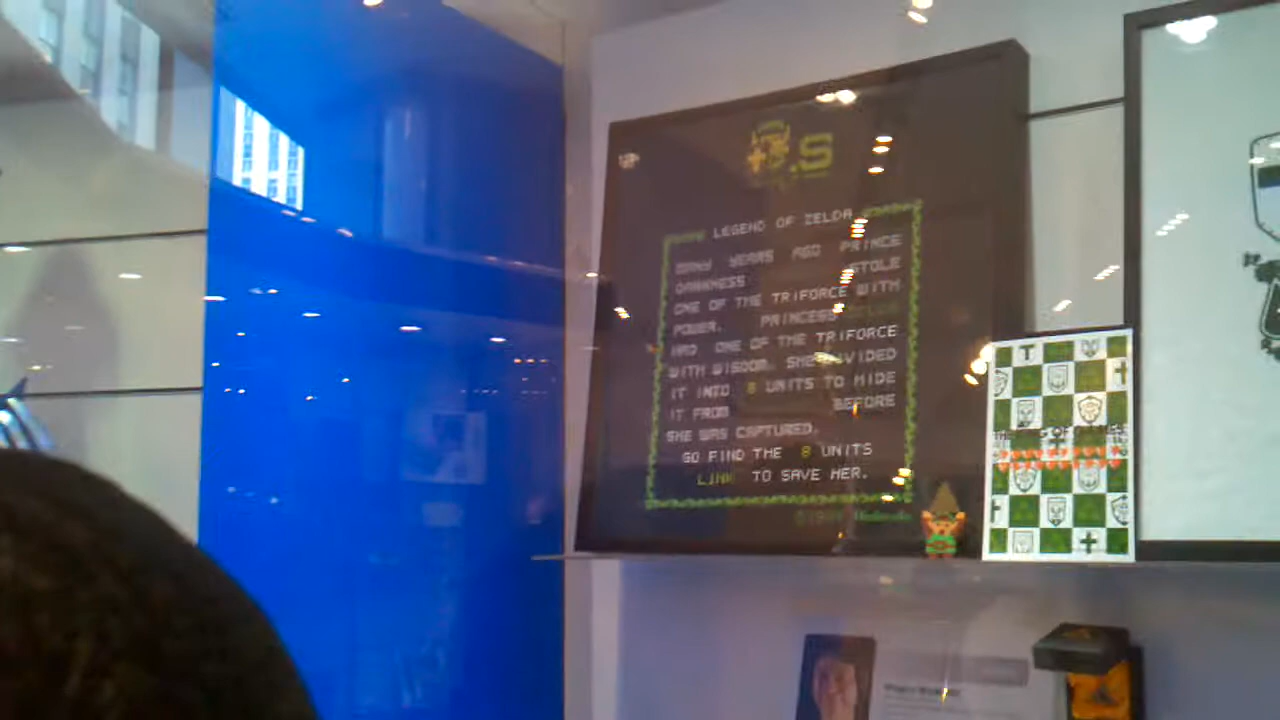 .S
LEGEND OF ZELDA
MANY YEARS AGO PRINCE
DARKNESS STOLE
ONE OF THE TRIFORCE WITH
POWER. PRINCESS
HAD ONE OF THE TRIFORCE
WITH WISDOM. SHE DIVIDED
IT INTO 8 UNITS TO HIDE
IT FROM BEFORE
SHE WAS CAPTURED.
GO FIND THE 8 UNITS
LINK TO SAVE HER.
Nintendo
T